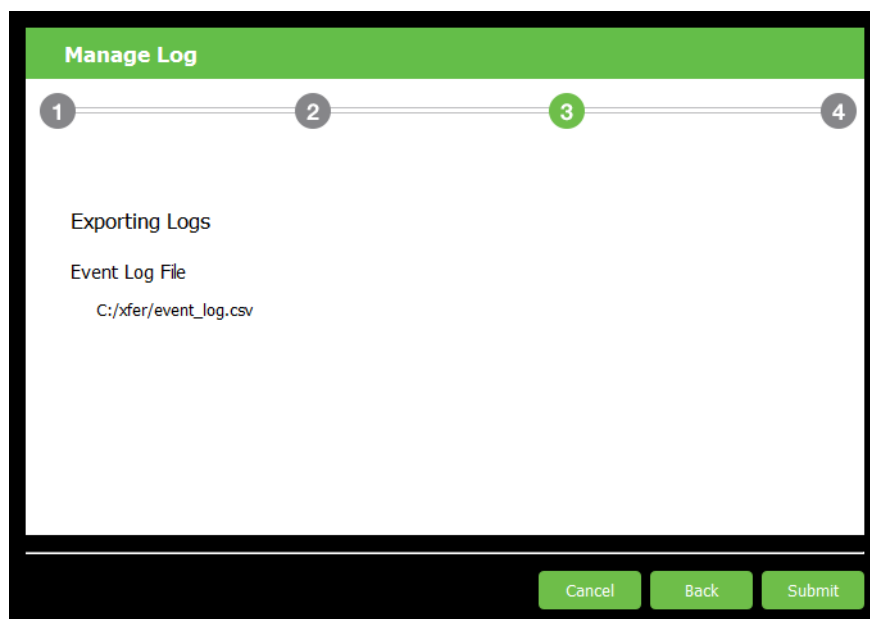 Manage Log
1 2 3 4
Exporting Logs
Event Log File
C:/xfer/event_log.csv
Cancel Back Submit